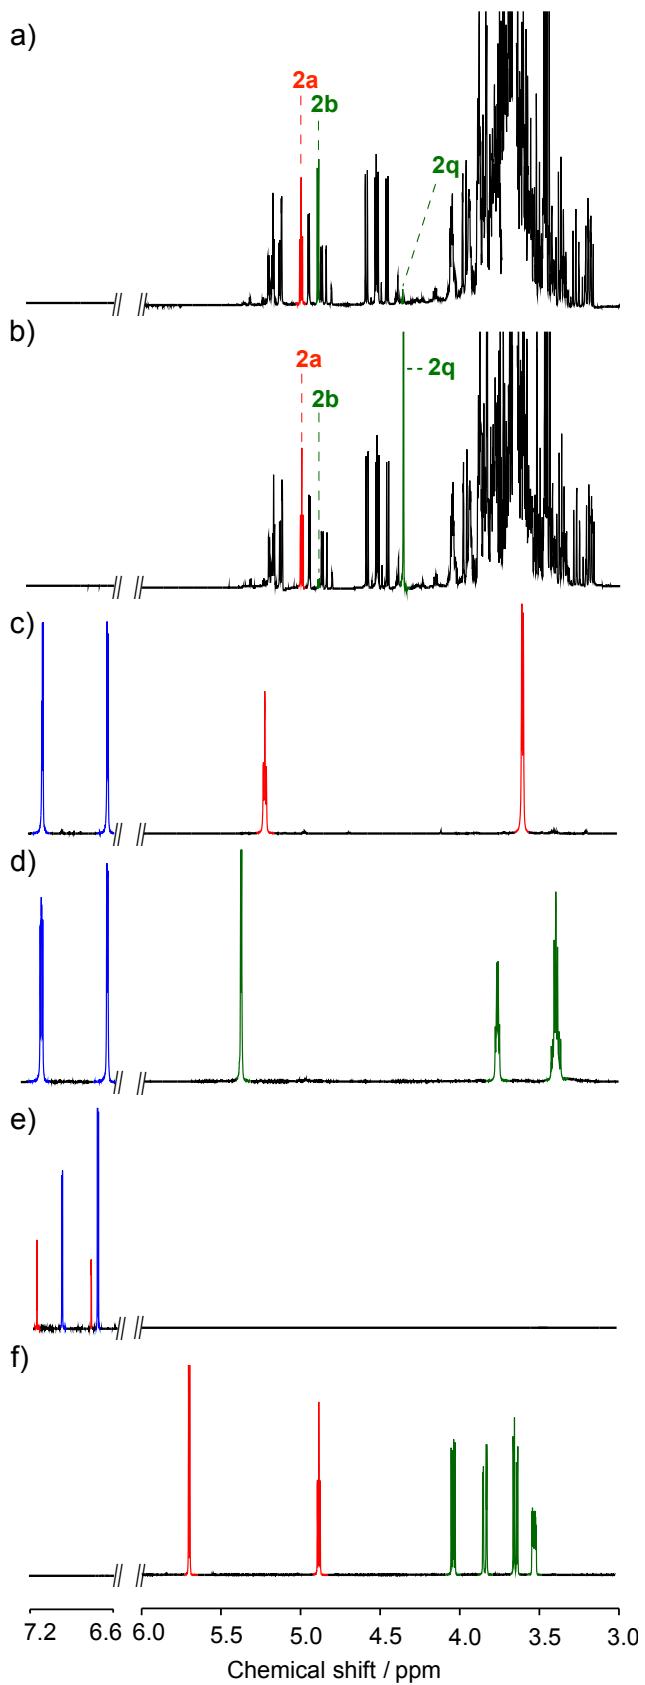 a)
2a
2b
2q
b)
2a
2q
2b
c)
d)
e)
f)
7.2 6.6 6.0 5.5 5.0 4.5 4.0 3.5 3.0
Chemical shift / ppm